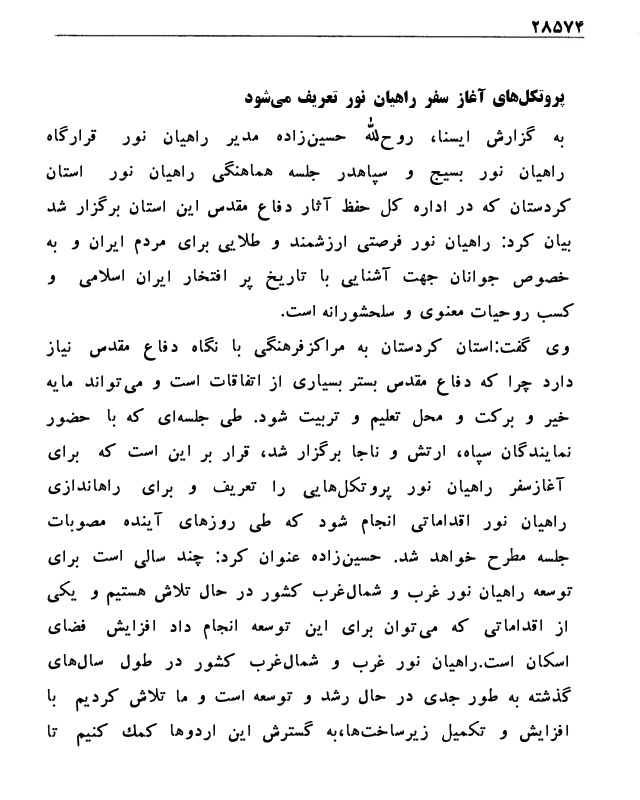 ۲۸۵۷۴
پروتکل‌های آغاز سفر راهیان نور تعریف می‌شود
به گزارش ایسنا، روح‌الله حسین‌زاده مدیر راهیان نور قرارگاه
راهیان نور بسیج و سپاهدر جلسه هماهنگی راهیان نور استان
کردستان که در اداره کل حفظ آثار دفاع مقدس این استان برگزار شد
بیان کرد: راهیان نور فرصتی ارزشمند و طلایی برای مردم ایران و به
خصوص جوانان جهت آشنایی با تاریخ پر افتخار ایران اسلامی و
کسب روحیات معنوی و سلحشورانه است.
وی گفت:استان کردستان به مراکزفرهنگی با نگاه دفاع مقدس نیاز
دارد چرا که دفاع مقدس بستر بسیاری از اتفاقات است و می‌تواند مایه
خیر و برکت و محل تعلیم و تربیت شود. طی جلسه‌ای که با حضور
نمایندگان سپاه، ارتش و ناجا برگزار شد، قرار بر این است که برای
آغازسفر راهیان نور پروتکل‌هایی را تعریف و برای راهاندازی
راهیان نور اقداماتی انجام شود که طی روزهای آینده مصوبات
جلسه مطرح خواهد شد. حسین‌زاده عنوان کرد: چند سالی است برای
توسعه راهیان نور غرب و شمال‌غرب کشور در حال تلاش هستیم و یکی
از اقداماتی که می‌توان برای این توسعه انجام داد افزایش فضای
اسکان است.راهیان نور غرب و شمال‌غرب کشور در طول سال‌های
گذشته به طور جدی در حال رشد و توسعه است و ما تلاش کردیم با
افزایش و تکمیل زیرساخت‌ها،به گسترش این اردوها کمك کنیم تا